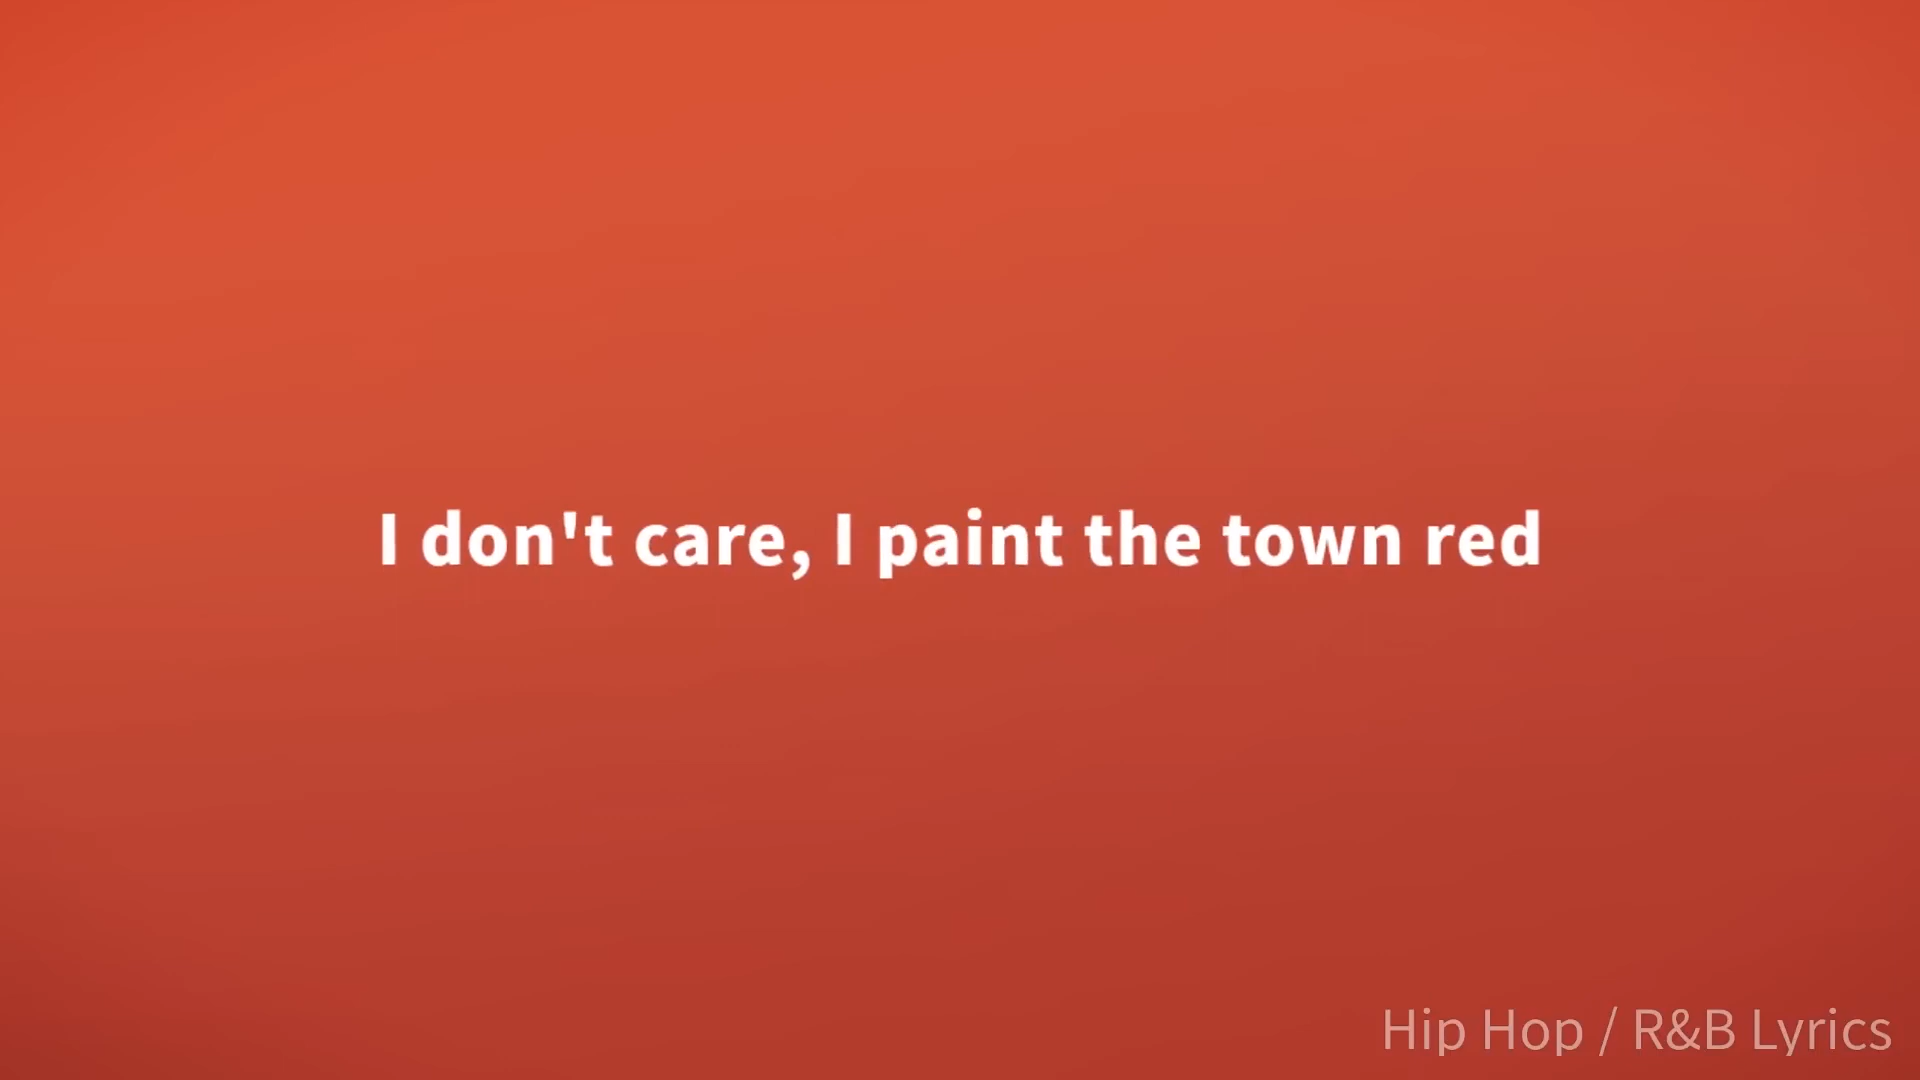 I don't care, I paint the town red
Hip Hop / R&B Lyrics